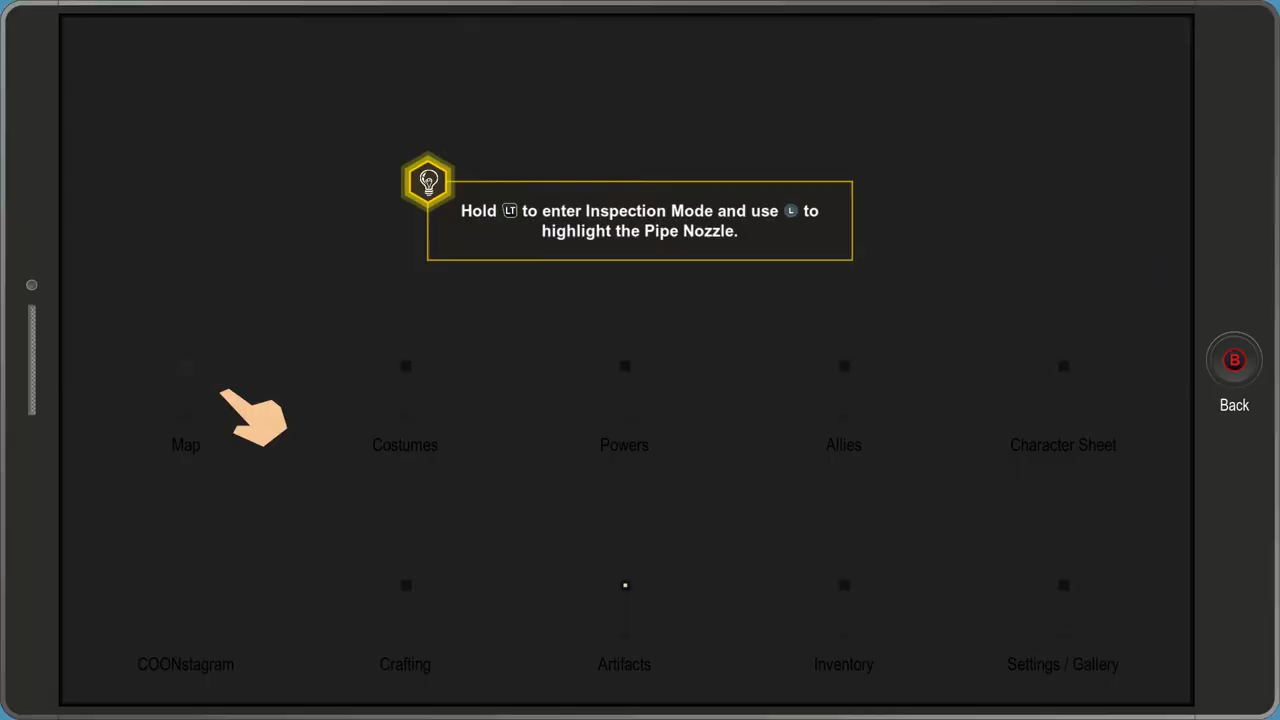 Hold LT to enter Inspection Mode and use L to
highlight the Pipe Nozzle.
B
Back
Map
Costumes
Powers
Allies
Character Sheet
COONstagram
Crafting
Artifacts
Inventory
Settings / Gallery